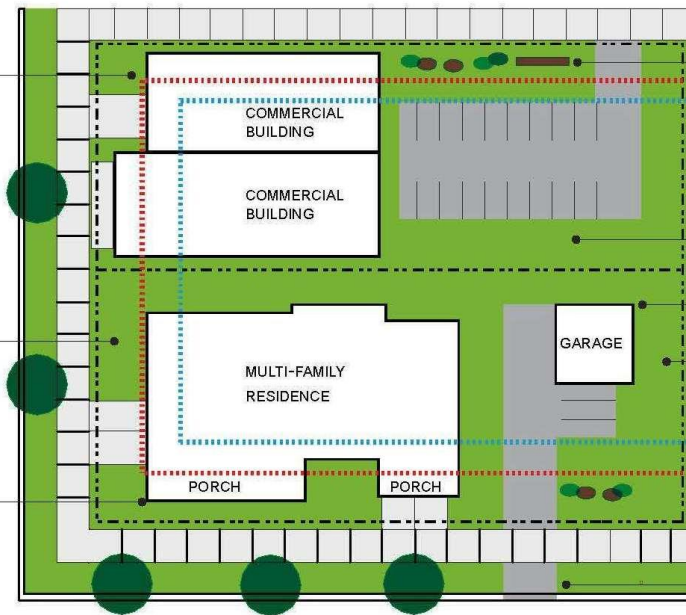 COMMERCIAL
BUILDING
COMMERCIAL
BUILDING
GARAGE
MULTI-FAMILY
RESIDENCE
PORCH
PORCH